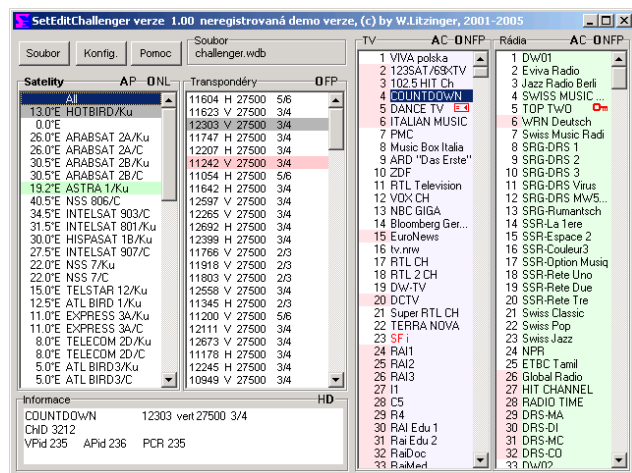 SetEditChallenger verze 1.00 neregistrovaná demo verze, (c) by W.Litzinger, 2001-2005
Soubor
Konfig.
Pomoc
Soubor
challenger.wdb
Satelity AP ONL
All
13.0°E HOTBIRD/Ku
0.0°E
26.0°E ARABSAT 2A/Ku
26.0°E ARABSAT 2A/C
30.5°E ARABSAT 2B/Ku
30.5°E ARABSAT 2B/C
19.2°E ASTRA 1/Ku
40.5°E NSS 806/C
34.5°E INTELSAT 903/C
31.5°E INTELSAT 801/Ku
30.0°E HISPASAT 1B/Ku
27.5°E INTELSAT 907/C
22.0°E NSS 7/Ku
22.0°E NSS 7/C
15.0°E TELSTAR 12/Ku
12.5°E ATL BIRD 1/Ku
11.0°E EXPRESS 3A/Ku
11.0°E EXPRESS 3A/C
8.0°E TELECOM 2D/Ku
8.0°E TELECOM 2D/C
5.0°E ATL BIRD3/Ku
5.0°E ATL BIRD3/C
Transpondéry OFP
11604 H 27500 5/6
11623 V 27500 3/4
12303 V 27500 3/4
11747 H 27500 3/4
12207 H 27500 3/4
11242 V 27500 3/4
11054 H 27500 5/6
11642 H 27500 3/4
12597 V 27500 3/4
12265 V 27500 3/4
12692 H 27500 3/4
12399 H 27500 3/4
11766 V 27500 2/3
11918 V 27500 2/3
11803 V 27500 2/3
12558 V 27500 3/4
11345 H 27500 2/3
11200 V 27500 5/6
12111 V 27500 3/4
12673 V 27500 3/4
11178 H 27500 3/4
12245 H 27500 3/4
10949 V 27500 3/4
TV AC ONFP
1 VIVA polska
2 123SAT/69XTV
3 102.5 HIT Ch
4 COUNTDOWN
5 DANCE TV
6 ITALIAN MUSIC
7 PMC
8 Music Box Italia
9 ARD "Das Erste"
10 ZDF
11 RTL Television
12 VOX CH
13 NBC GIGA
14 Bloomberg Ger...
15 EuroNews
16 tv.nrw
17 RTL CH
18 RTL 2 CH
19 DW-TV
20 DCTV
21 Super RTL CH
22 TERRA NOVA
23 SF i
24 RAI1
25 RAI2
26 RAI3
27 I1
28 C5
29 R4
30 RAI Edu 1
31 Rai Edu 2
32 RaiDoc
33 RaiMed
Rádia AC ONFP
1 DW01
2 Eviva Radio
3 Jazz Radio Berli
4 SWISS MUSIC ...
5 TOP TWO
6 WRN Deutsch
7 Swiss Music Radi
8 SRG-DRS 1
9 SRG-DRS 2
10 SRG-DRS 3
11 SRG-DRS Virus
12 SRG-DRS MW5...
13 SRG-Rumantsch
14 SSR-La 1ere
15 SSR-Espace 2
16 SSR-Couleur3
17 SSR-Option Musiq
18 SSR-Rete Uno
19 SSR-Rete Due
20 SSR-Rete Tre
21 Swiss Classic
22 Swiss Pop
23 Swiss Jazz
24 NPR
25 ETBC Tamil
26 Global Radio
27 HIT CHANNEL
28 RADIO TIME
29 DRS-MA
30 DRS-DI
31 DRS-MC
32 DRS-CO
33 DW02
Informace HD
COUNTDOWN 12303 vert 27500 3/4
ChID 3212
VPid 235 APid 236 PCR 235